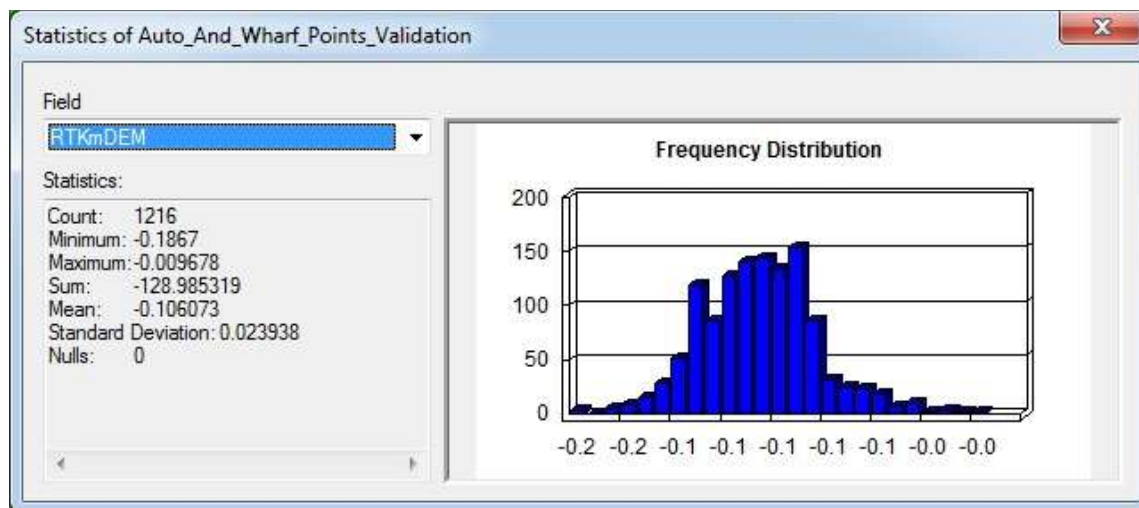 Statistics of Auto_And_Wharf_Points_Validation
Field
RTKmDEM
Statistics:
Count: 1216
Minimum: -0.1867
Maximum: -0.009678
Sum: -128.985319
Mean: -0.106073
Standard Deviation: 0.023938
Nulls: 0
Frequency Distribution
200
150
100
50
0
-0.2 -0.2 -0.1 -0.1 -0.1 -0.1 -0.1 -0.0 -0.0